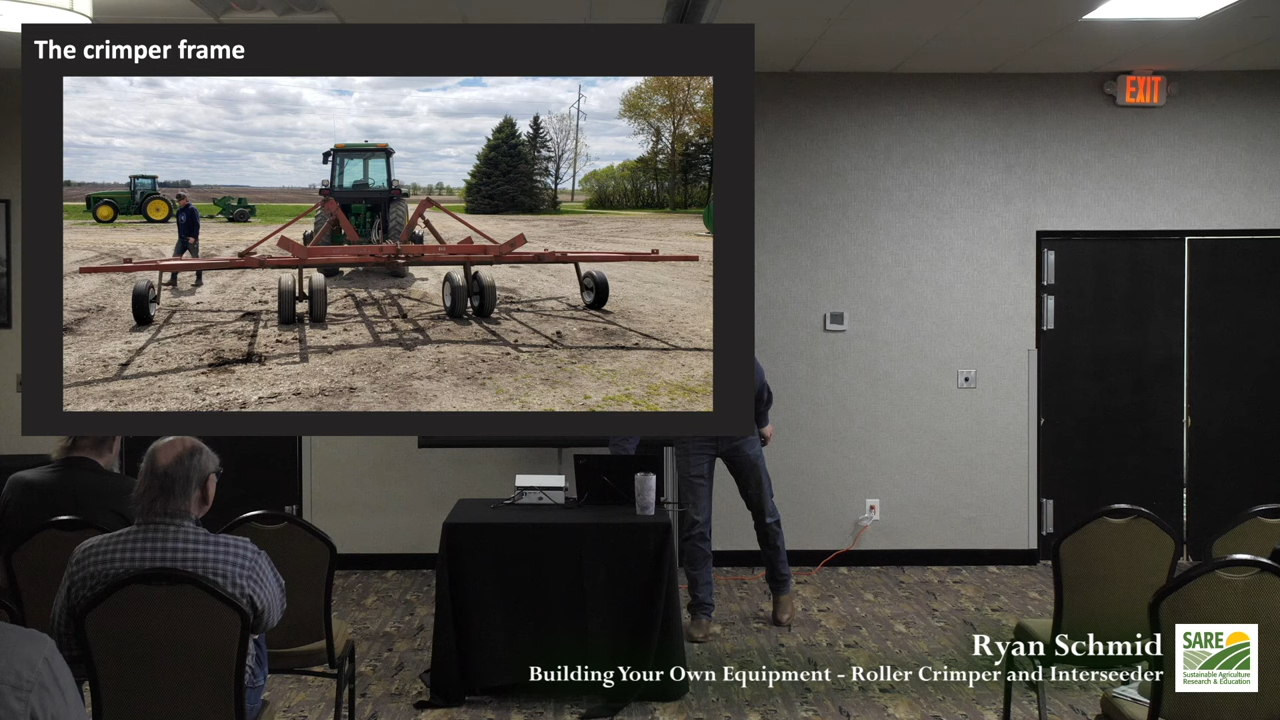 The crimper frame
EXIT
Ryan Schmid
Building Your Own Equipment - Roller Crimper and Interseeder
SARE
Sustainable Agriculture
Research & Education